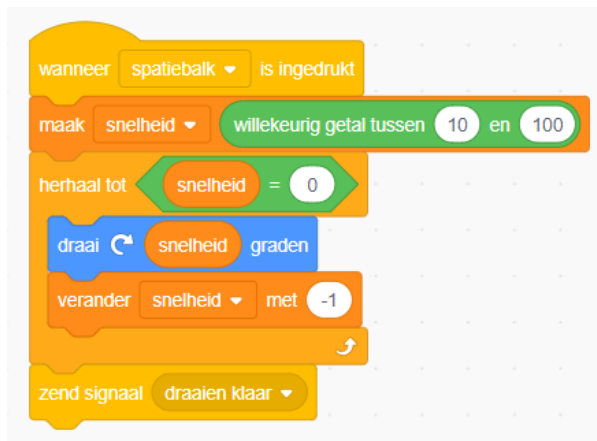 wanneer spatiebalk is ingedrukt
maak snelheid willekeurig getal tussen 10 en 100
herhaal tot snelheid = 0
draai snelheid graden
verander snelheid met -1
zend signaal draaien klaar